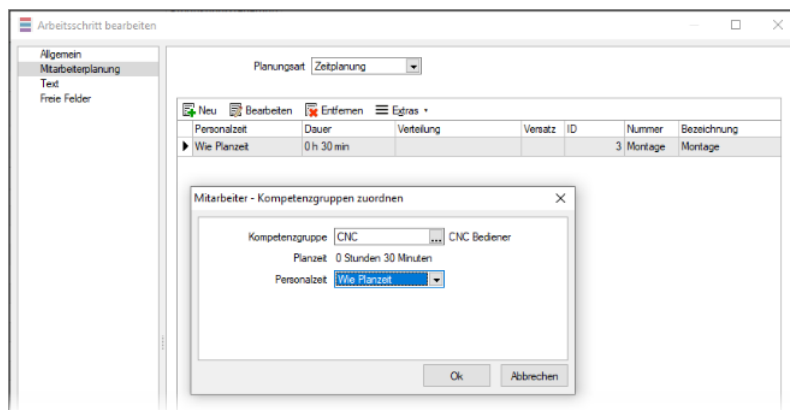 Arbeitsschritt bearbeiten
Allgemein
Mitarbeiterplanung
Text
Freie Felder
Planungsart Zeitplanung
Neu Bearbeiten Entfernen Extras
Personalzeit Dauer Verteilung Versatz ID Nummer Bezeichnung
Wie Planzeit 0 h 30 min 3 Montage Montage
Mitarbeiter - Kompetenzgruppen zuordnen
Kompetenzgruppe CNC ... CNC Bediener
Planzeit 0 Stunden 30 Minuten
Personalzeit Wie Planzeit
Ok Abbrechen